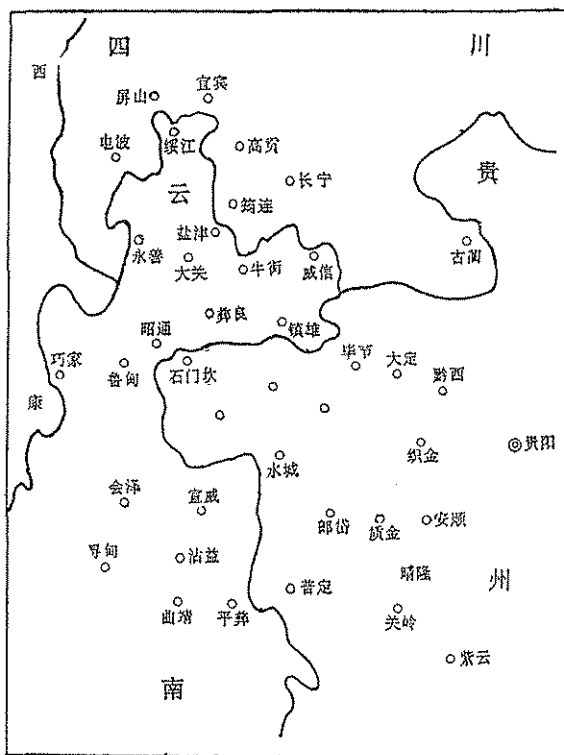 四 川
西
宜宾
屏山
绥江
电波
高贡
长宁
云
贵
筠连
盐津
永善
古蔺
大关
牛街
威信
彝良
镇雄
昭通
巧家
鲁甸
石门坎
毕节
大定
黔西
康
水城
织金
贵阳
会泽
宣威
郎岱
质金
安顺
寻甸
沾益
晴隆
州
普定
曲靖
平彝
关岭
紫云
南